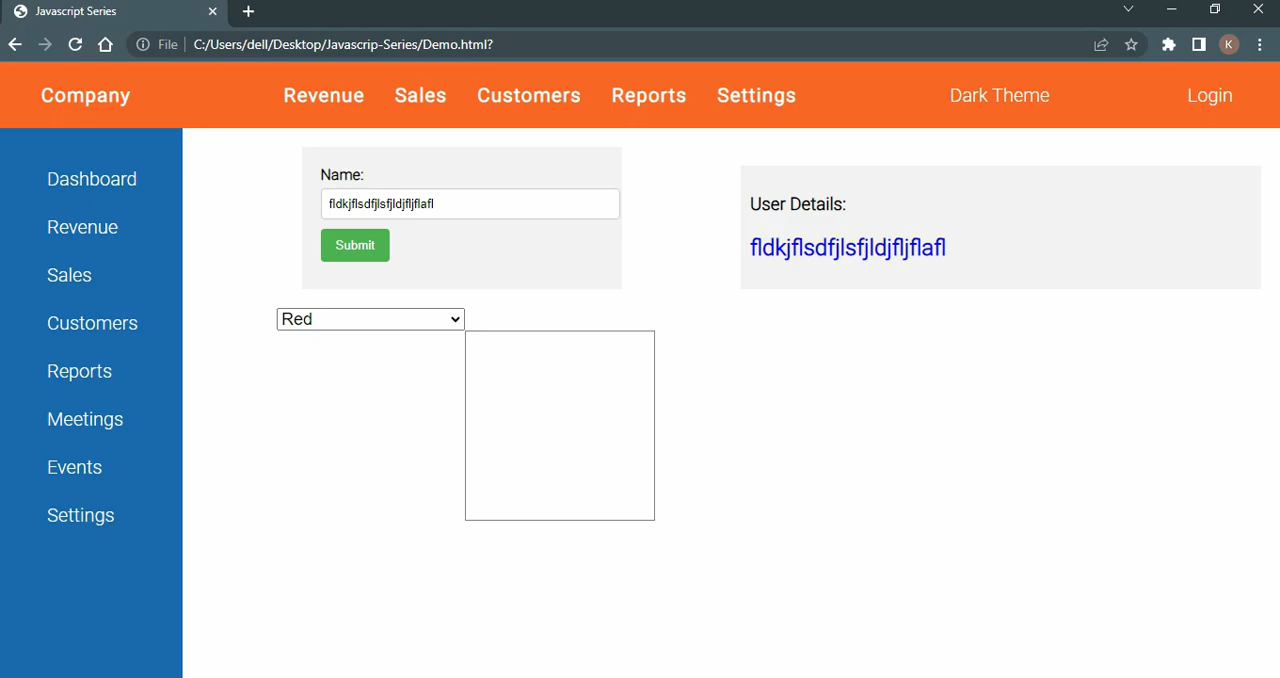 Javascript Series
File C:/Users/dell/Desktop/Javascrip-Series/Demo.html?
K
Company Revenue Sales Customers Reports Settings Dark Theme Login
Dashboard
Revenue
Sales
Customers
Reports
Meetings
Events
Settings
Name:
fldkjflsdfjlsfjldjfljflafl
Submit
Red
User Details:
fldkjflsdfjlsfjldjfljflafl